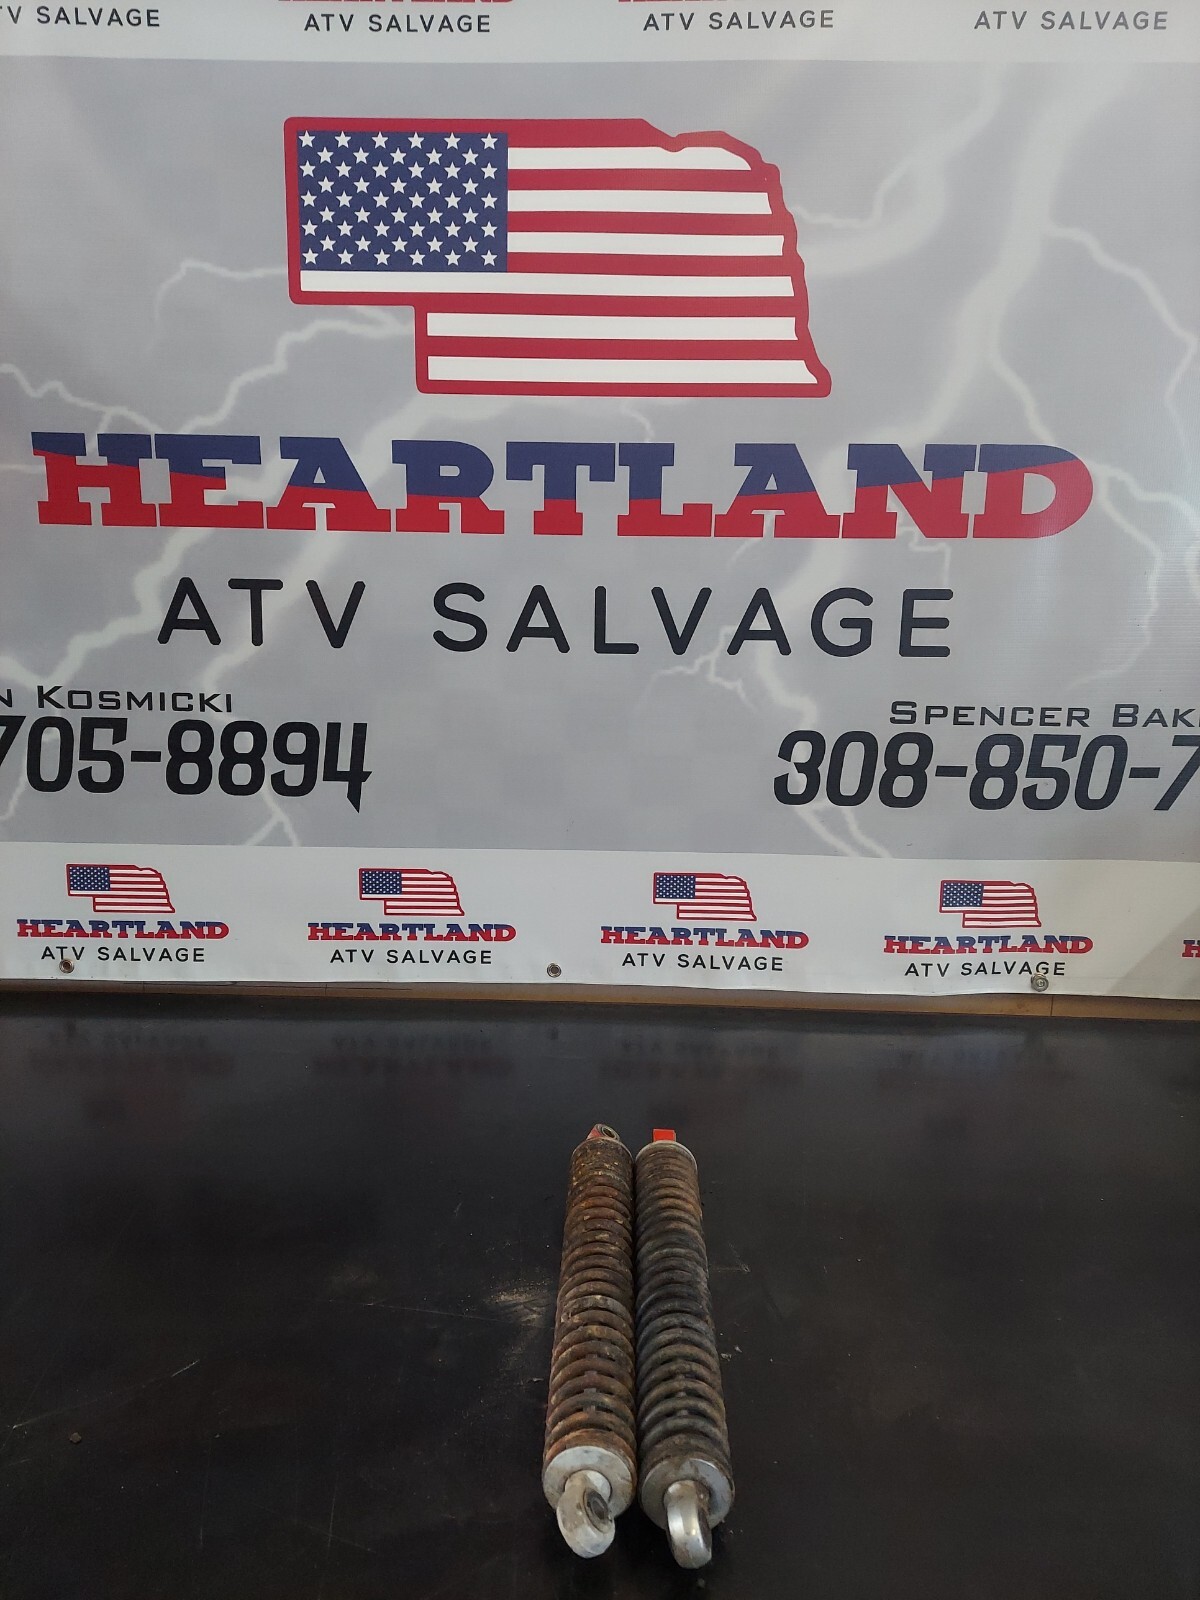 TV SALVAGE ATV SALVAGE ATV SALVAGE ATV SALVAGE
HEARTLAND
ATV SALVAGE
N KOSMICKI
705-8894
SPENCER BAK
308-850-7
HEARTLAND HEARTLAND HEARTLAND HEARTLAND H
ATV SALVAGE ATV SALVAGE ATV SALVAGE ATV SALVAGE